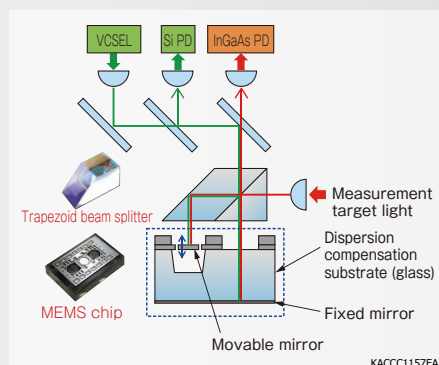 VCSEL
Si PD
InGaAs PD
Measurement
target light
Trapezoid beam splitter
Dispersion
compensation
substrate (glass)
MEMS chip
Fixed mirror
Movable mirror
KACCC1157EA